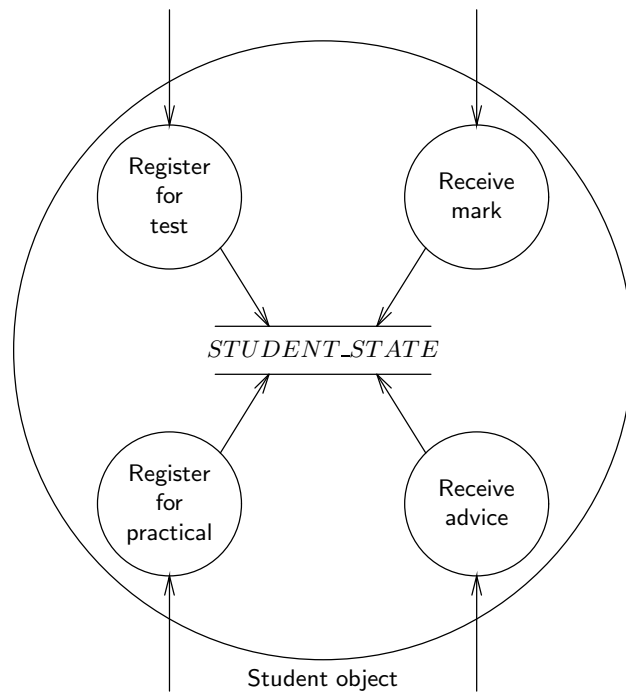 Register
for
test
Receive
mark
STUDENT_STATE
Register
for
practical
Receive
advice
Student object